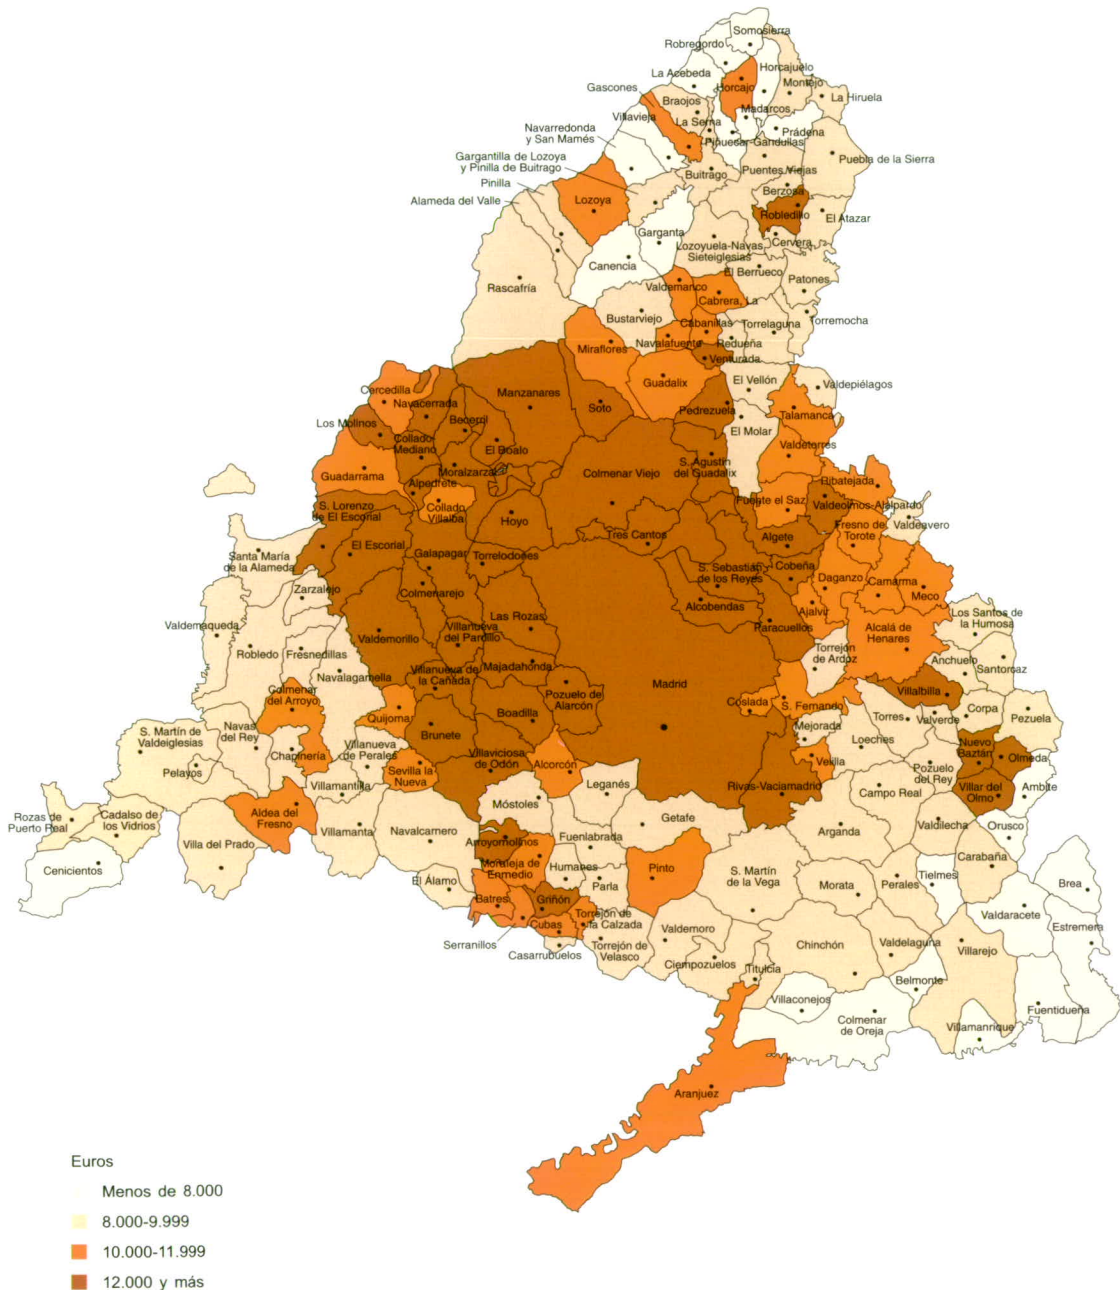 Somosierra
Robregordo
Horcajuelo
La Acebeda
Montejo
Horcajo
Gascones
La Hiruela
Braojos
Madarcos
Villavieja
La Serna
Prádena
Navarredonda
y San Mamés
Piñuécar-Gandullas
Gargantilla de Lozoya
y Pinilla de Buitrago
Puebla de la Sierra
Buitrago
Puentes Viejas
Pinilla
Berzosa
Alameda del Valle
Lozoya
Robledillo
El Atazar
Garganta
Cervera
Lozoyuela-Navas
Sieteiglesias
Canencia
El Berrueco
Rascafría
Valdemanco
Patones
Cabrera, La
Bustarviejo
Torremocha
Cabanillas
Torrelaguna
Navalafuente
Redueña
Miraflores
Venturada
Guadalix
El Vellón
Valdepiélagos
Cercedilla
Manzanares
Navacerrada
Soto
Pedrezuela
Talamanca
Los Molinos
Becerril
El Molar
Collado-
Mediano
El Boalo
Valdetorres
Guadarrama
Moralzarzal
Colmenar Viejo
S. Agustín
del Guadalix
Ribatejada
Alpedrete
Fuente el Saz
S. Lorenzo
de El Escorial
Collado
Villalba
Valdeolmos-Alalpardo
Hoyo
Valdeavero
Tres Cantos
Algete
Fresno de
Torote
El Escorial
Santa María
de la Alameda
Galapagar
Torrelodones
S. Sebastián
de los Reyes
Cobeña
Daganzo
Camarma
Zarzalejo
Colmenarejo
Meco
Alcobendas
Ajalvir
Las Rozas
Los Santos de
la Humosa
Valdemaqueda
Valdemorillo
Villanueva
del Pardillo
Paracuellos
Alcalá de
Henares
Robledo
Fresnedillas
Torrejón
de Ardoz
Anchuelo
Navalagamella
Villanueva de
la Cañada
Majadahonda
Santorcaz
Madrid
Villalbilla
Colmenar
del Arroyo
Pozuelo de
Alarcón
Coslada
S. Fernando
Corpa
Quijorna
Boadilla
Torres
Valverde
Pezuela
Navas
del Rey
Brunete
Mejorada
S. Martín de
Valdeiglesias
Villanueva
de Perales
Loeches
Nuevo
Baztán
Chapinería
Villaviciosa
de Odón
Alcorcón
Velilla
Olmeda
Pelayos
Sevilla la
Nueva
Pozuelo
del Rey
Leganés
Rivas-Vaciamadrid
Villar del
Olmo
Ambite
Villamantilla
Campo Real
Móstoles
Aldea del
Fresno
Rozas de
Puerto Real
Cadalso de
los Vidrios
Getafe
Valdilecha
Villamanta
Navalcarnero
Arganda
Orusco
Fuenlabrada
Arroyomolinos
Villa del Prado
Moraleja de
Enmedio
Carabaña
Cenicientos
Humanes
Pinto
S. Martín
de la Vega
Tielmes
El Álamo
Parla
Perales
Morata
Brea
Batres
Griñón
Valdaracete
Torrejón de
la Calzada
Cubas
Estremera
Serranillos
Valdemoro
Chinchón
Valdelaguna
Villarejo
Casarrubuelos
Torrejón de
Velasco
Ciempozuelos
Titulcia
Belmonte
Villaconejos
Fuentidueña
Colmenar
de Oreja
Villamanrique
Aranjuez
Euros
Menos de 8.000
8.000-9.999
10.000-11.999
12.000 y más